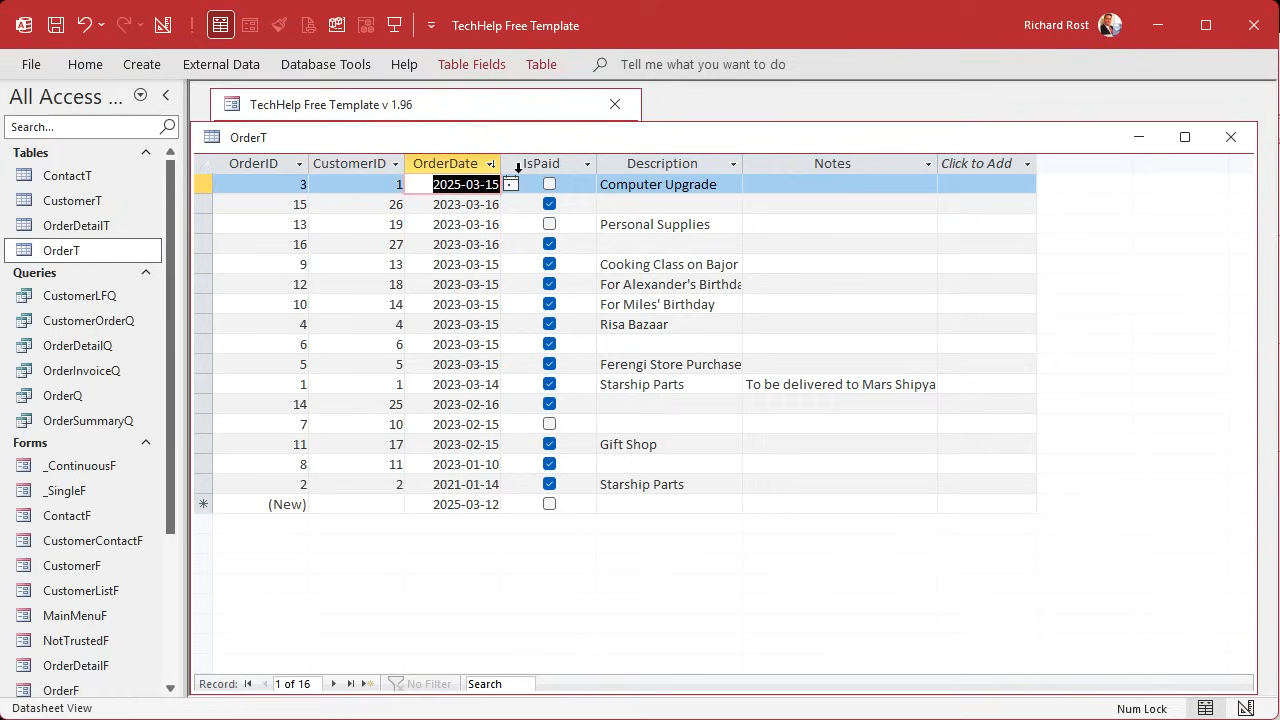 TechHelp Free Template
Richard Rost
File Home Create External Data Database Tools Help Table Fields Table Tell me what you want to do
All Access ...
Search...
Tables
ContactT
CustomerT
OrderDetailT
OrderT
Queries
CustomerLFQ
CustomerOrderQ
OrderDetailQ
OrderInvoiceQ
OrderQ
OrderSummaryQ
Forms
_ContinuousF
_SingleF
ContactF
CustomerContactF
CustomerF
CustomerListF
MainMenuF
NotTrustedF
OrderDetailF
OrderF
TechHelp Free Template v 1.96
OrderT
OrderID CustomerID OrderDate IsPaid Description Notes Click to Add
3 1 2025-03-15 Computer Upgrade
15 26 2023-03-16
13 19 2023-03-16 Personal Supplies
16 27 2023-03-16
9 13 2023-03-15 Cooking Class on Bajor
12 18 2023-03-15 For Alexander's Birthda
10 14 2023-03-15 For Miles' Birthday
4 4 2023-03-15 Risa Bazaar
6 6 2023-03-15
5 5 2023-03-15 Ferengi Store Purchase
1 1 2023-03-14 Starship Parts To be delivered to Mars Shipya
14 25 2023-02-16
7 10 2023-02-15
11 17 2023-02-15 Gift Shop
8 11 2023-01-10
2 2 2021-01-14 Starship Parts
(New) 2025-03-12
Record: 1 of 16 No Filter Search
Datasheet View
Num Lock